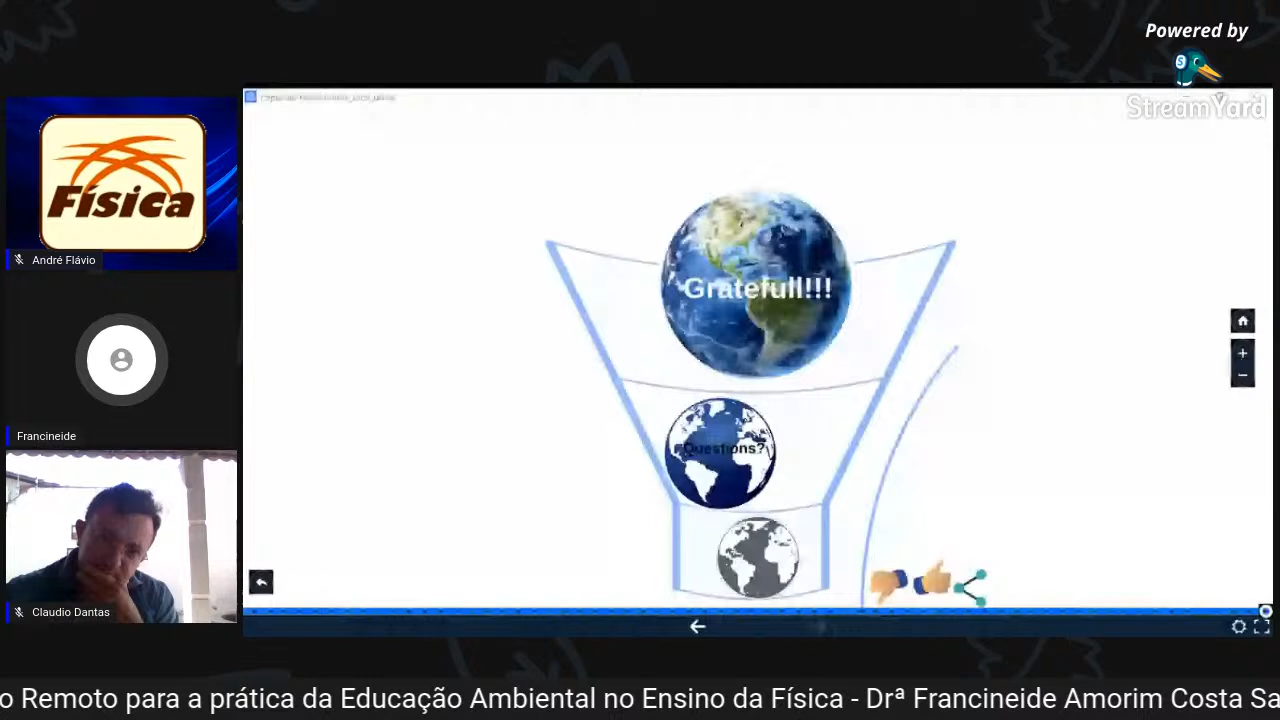 Powered by
StreamYard
Física
André Flávio
Gratefull!!!
Francineide
Questions?
Claudio Dantas
o Remoto para a prática da Educação Ambiental no Ensino da Física - Drª Francineide Amorim Costa Sa